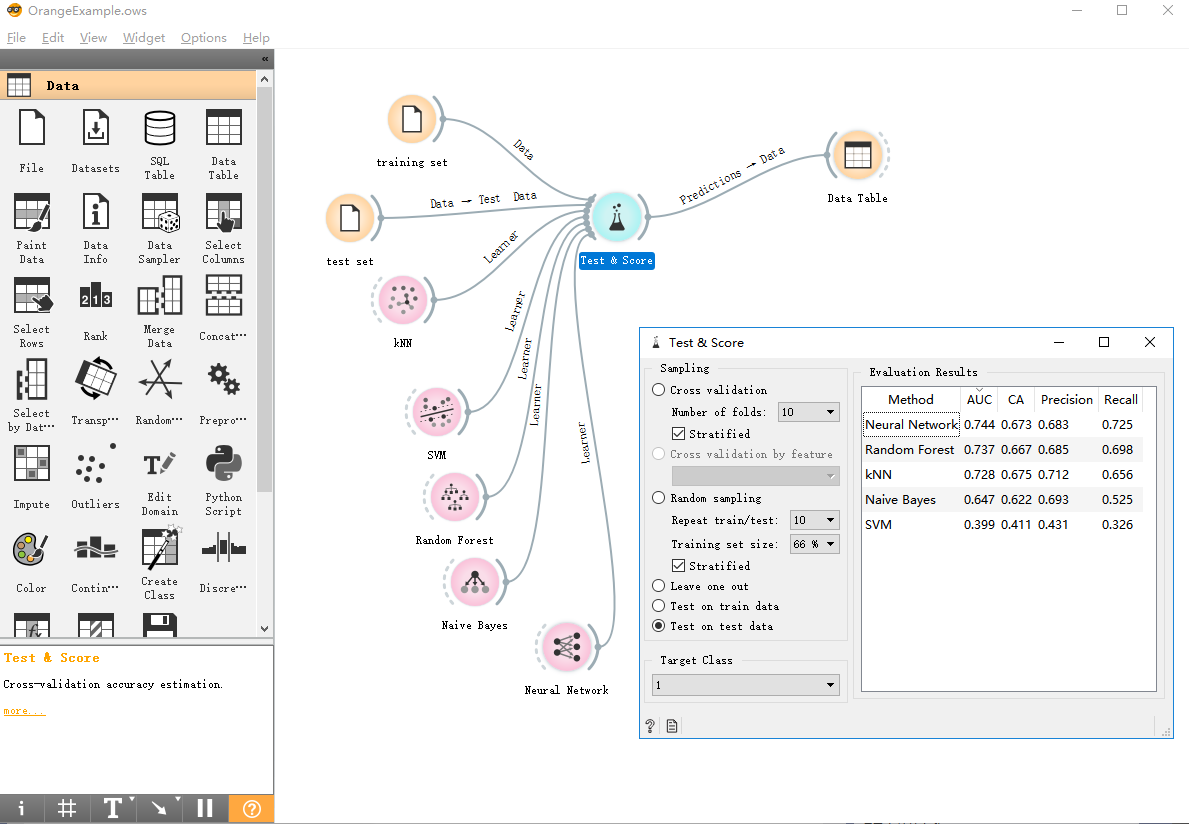 OrangeExample.ows
File Edit View Widget Options Help
«
Data
File Datasets SQL Table Data Table
Paint Data Data Info Data Sampler Select Columns
Select Rows Rank Merge Data Concat···
Select by Dat··· Transp··· Random··· Prepro···
Impute Outliers Edit Domain Python Script
Color Contin··· Create Class Discre···
Test & Score
Cross-validation accuracy estimation.
more...
training set
test set
kNN
SVM
Random Forest
Naive Bayes
Neural Network
Data
Data → Test Data
Learner
Learner
Learner
Learner
Learner
Test & Score
Predictions → Data
Data Table
Test & Score
Sampling
Cross validation
Number of folds: 10
Stratified
Cross validation by feature
Random sampling
Repeat train/test: 10
Training set size: 66 %
Stratified
Leave one out
Test on train data
Test on test data
Target Class
1
Evaluation Results
Method AUC CA Precision Recall
Neural Network 0.744 0.673 0.683 0.725
Random Forest 0.737 0.667 0.685 0.698
kNN 0.728 0.675 0.712 0.656
Naive Bayes 0.647 0.622 0.693 0.525
SVM 0.399 0.411 0.431 0.326